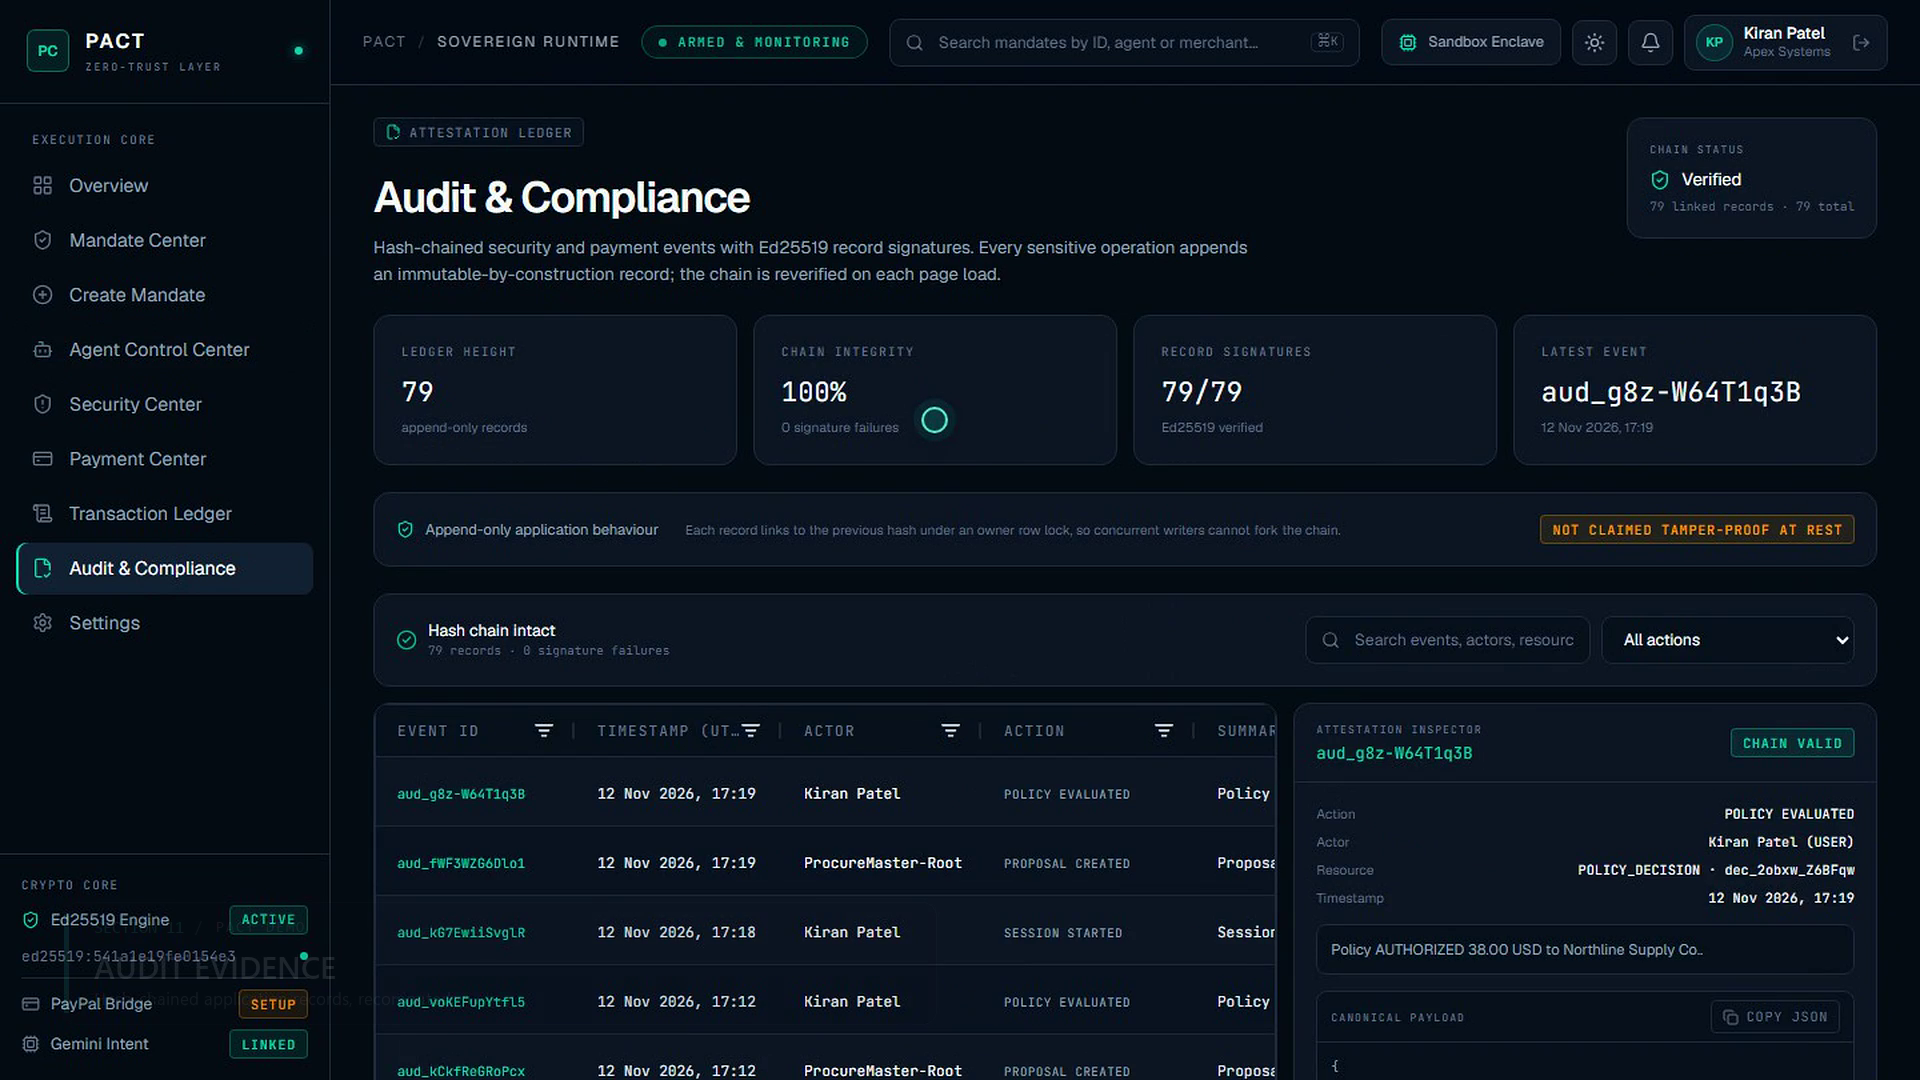 PC
PACT
ZERO-TRUST LAYER
EXECUTION CORE
Overview
Mandate Center
Create Mandate
Agent Control Center
Security Center
Payment Center
Transaction Ledger
Audit & Compliance
Settings
CRYPTO CORE
Ed25519 Engine
ACTIVE
ed25519:541a1e19fe0154e3
AUDIT EVIDENCE
PayPal Bridge
SETUP
Gemini Intent
LINKED
PACT / SOVEREIGN RUNTIME
ARMED & MONITORING
Search mandates by ID, agent or merchant...
⌘K
Sandbox Enclave
KP
Kiran Patel
Apex Systems
ATTESTATION LEDGER
Audit & Compliance
Hash-chained security and payment events with Ed25519 record signatures. Every sensitive operation appends
an immutable-by-construction record; the chain is reverified on each page load.
CHAIN STATUS
Verified
79 linked records · 79 total
LEDGER HEIGHT
79
append-only records
CHAIN INTEGRITY
100%
0 signature failures
RECORD SIGNATURES
79/79
Ed25519 verified
LATEST EVENT
aud_g8z-W64T1q3B
12 Nov 2026, 17:19
Append-only application behaviour
Each record links to the previous hash under an owner row lock, so concurrent writers cannot fork the chain.
NOT CLAIMED TAMPER-PROOF AT REST
Hash chain intact
79 records · 0 signature failures
Search events, actors, resourc
All actions
EVENT ID TIMESTAMP (UT… ACTOR ACTION SUMMAR
aud_g8z-W64T1q3B 12 Nov 2026, 17:19 Kiran Patel POLICY EVALUATED Policy
aud_fWF3WZG6Dlo1 12 Nov 2026, 17:19 ProcureMaster-Root PROPOSAL CREATED Proposa
aud_kG7EwiiSvglR 12 Nov 2026, 17:18 Kiran Patel SESSION STARTED Session
aud_voKEFupYtfl5 12 Nov 2026, 17:12 Kiran Patel POLICY EVALUATED Policy
aud_kCkfReGRoPcx 12 Nov 2026, 17:12 ProcureMaster-Root PROPOSAL CREATED Proposa
ATTESTATION INSPECTOR
aud_g8z-W64T1q3B
CHAIN VALID
Action POLICY EVALUATED
Actor Kiran Patel (USER)
Resource POLICY_DECISION · dec_2obxw_Z6BFqw
Timestamp 12 Nov 2026, 17:19
Policy AUTHORIZED 38.00 USD to Northline Supply Co..
CANONICAL PAYLOAD
COPY JSON
{